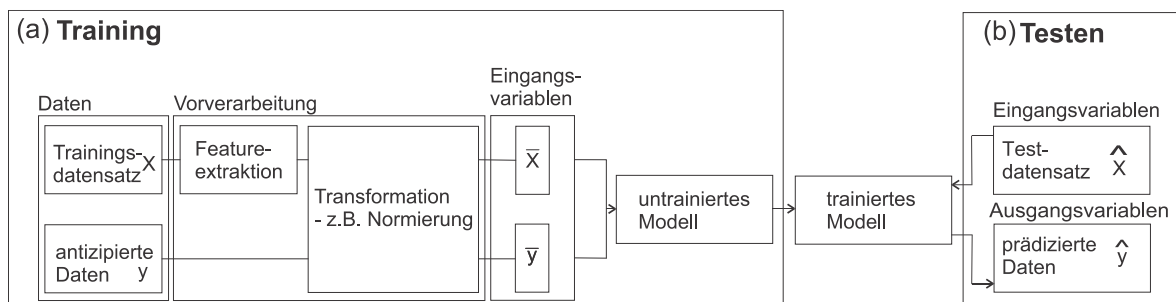 (a) Training
Daten
Trainings-
datensatz X
antizipierte
Daten y
Vorverarbeitung
Feature-
extraktion
Transformation
- z.B. Normierung
Eingangs-
variablen
X̅
y̅
untrainiertes
Modell
trainiertes
Modell
(b) Testen
Eingangsvariablen
Test-
datensatz X̂
Ausgangsvariablen
prädizierte
Daten ŷ